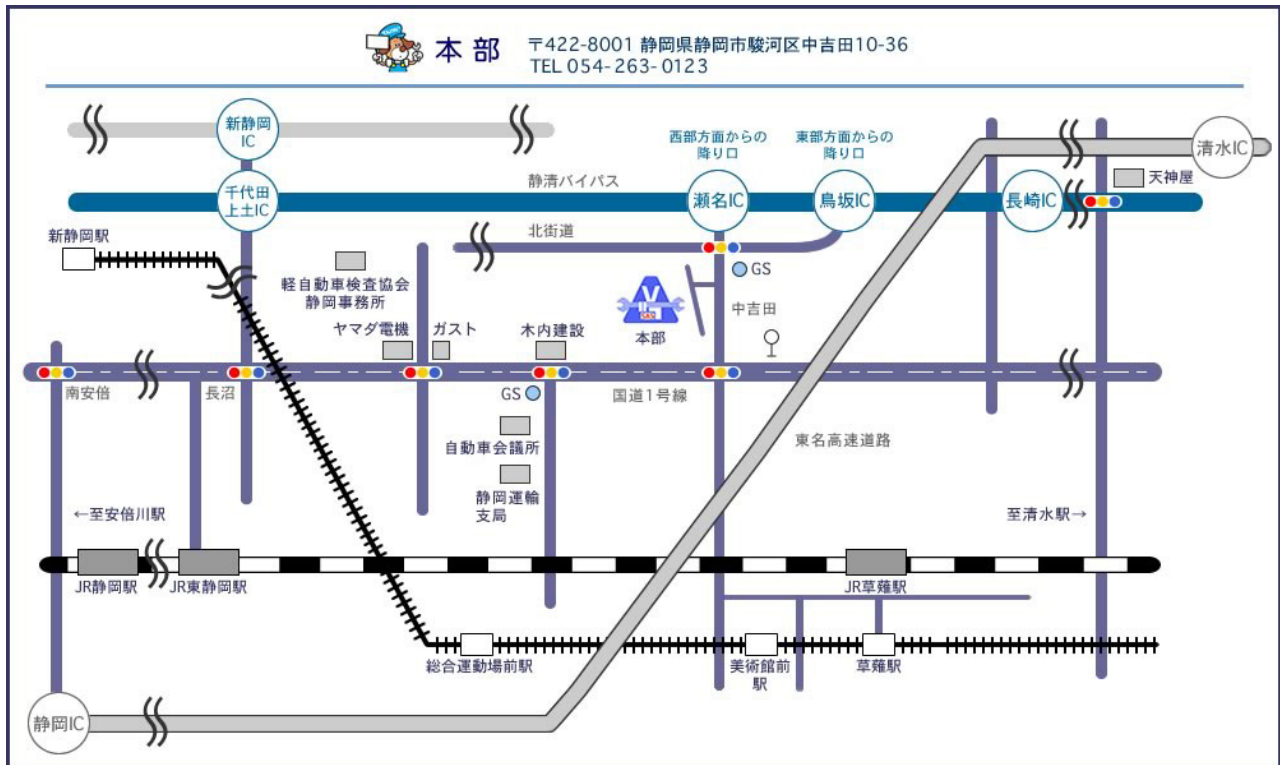 本部
〒422-8001 静岡県静岡市駿河区中吉田10-36
TEL 054-263-0123
新静岡
IC
西部方面からの
降り口
東部方面からの
降り口
清水IC
天神屋
静清バイパス
千代田
上土IC
瀬名IC
鳥坂IC
長崎IC
新静岡駅
北街道
GS
軽自動車検査協会
静岡事務所
中吉田
ヤマダ電機
ガスト
木内建設
本部
南安倍
長沼
GS
国道1号線
自動車会議所
東名高速道路
静岡運輸
支局
←至安倍川駅
至清水駅→
JR静岡駅
JR東静岡駅
JR草薙駅
総合運動場前駅
美術館前
駅
草薙駅
静岡IC